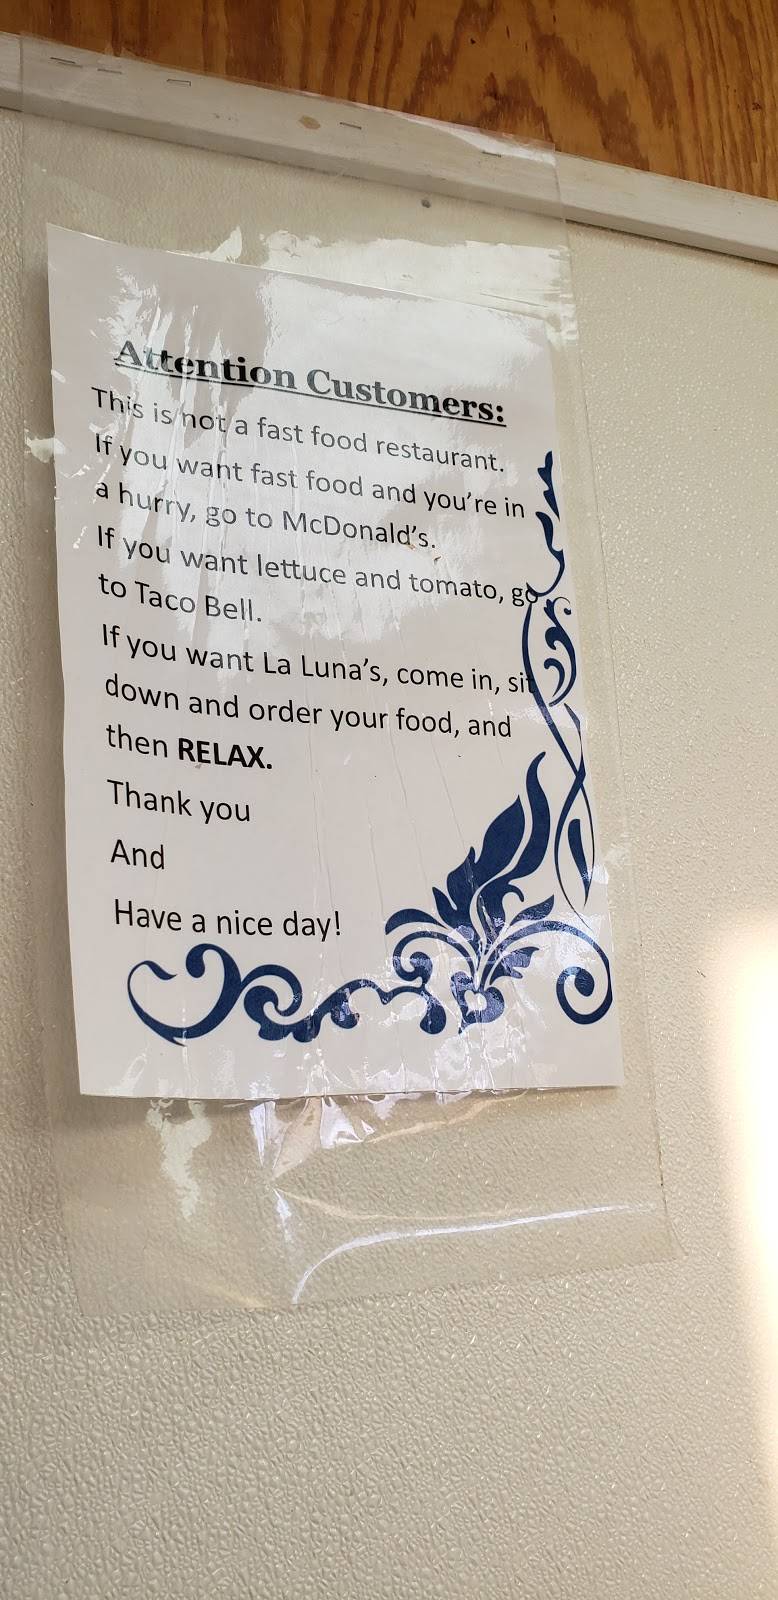 Attention Customers:
This is not a fast food restaurant.
If you want fast food and you're in
a hurry, go to McDonald's.
If you want lettuce and tomato, go
to Taco Bell.
If you want La Luna's, come in, sit
down and order your food, and
then RELAX.
Thank you
And
Have a nice day!